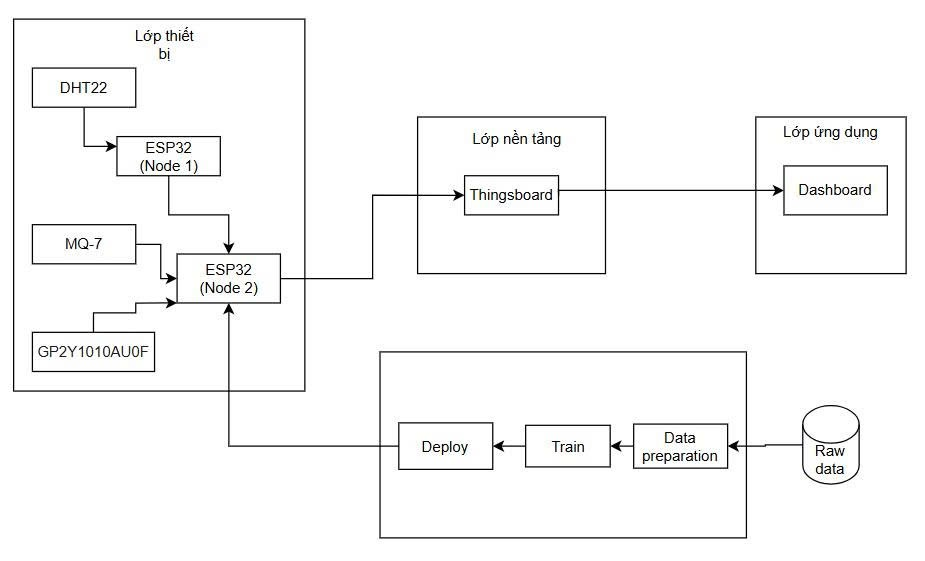 Lớp thiết
bị
DHT22
ESP32
(Node 1)
MQ-7
ESP32
(Node 2)
GP2Y1010AU0F
Lớp nền tảng
Thingsboard
Lớp ứng dụng
Dashboard
Deploy
Train
Data
preparation
Raw
data